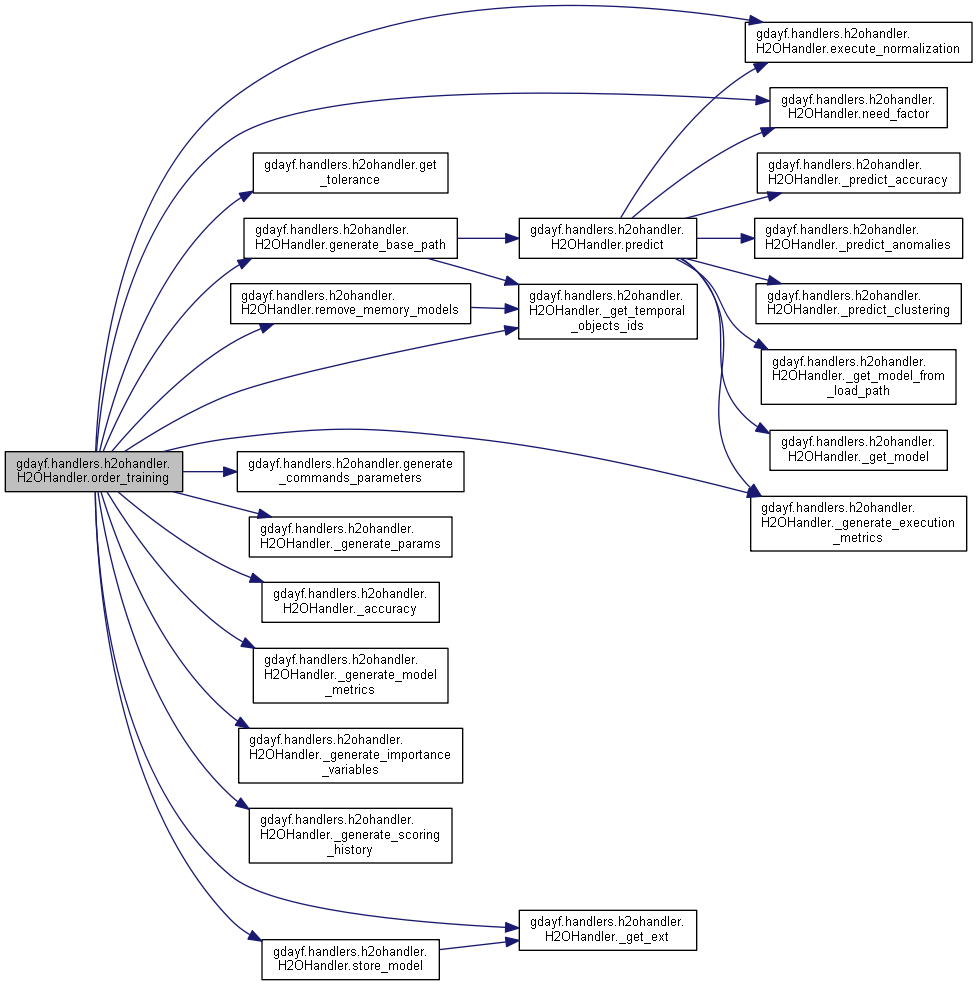 gdayf.handlers.h2ohandler.
H2OHandler.order_training
gdayf.handlers.h2ohandler.
H2OHandler.execute_normalization
gdayf.handlers.h2ohandler.
H2OHandler.need_factor
gdayf.handlers.h2ohandler.get
_tolerance
gdayf.handlers.h2ohandler.
H2OHandler.generate_base_path
gdayf.handlers.h2ohandler.
H2OHandler.predict
gdayf.handlers.h2ohandler.
H2OHandler._predict_accuracy
gdayf.handlers.h2ohandler.
H2OHandler._predict_anomalies
gdayf.handlers.h2ohandler.
H2OHandler._predict_clustering
gdayf.handlers.h2ohandler.
H2OHandler._get_model_from
_load_path
gdayf.handlers.h2ohandler.
H2OHandler._get_model
gdayf.handlers.h2ohandler.
H2OHandler._generate_execution
_metrics
gdayf.handlers.h2ohandler.
H2OHandler.remove_memory_models
gdayf.handlers.h2ohandler.
H2OHandler._get_temporal
_objects_ids
gdayf.handlers.h2ohandler.generate
_commands_parameters
gdayf.handlers.h2ohandler.
H2OHandler._generate_params
gdayf.handlers.h2ohandler.
H2OHandler._accuracy
gdayf.handlers.h2ohandler.
H2OHandler._generate_model
_metrics
gdayf.handlers.h2ohandler.
H2OHandler._generate_importance
_variables
gdayf.handlers.h2ohandler.
H2OHandler._generate_scoring
_history
gdayf.handlers.h2ohandler.
H2OHandler._get_ext
gdayf.handlers.h2ohandler.
H2OHandler.store_model